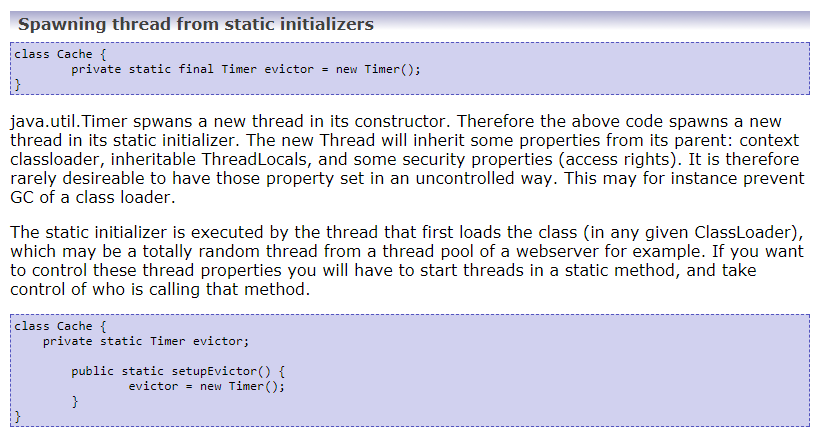 Spawning thread from static initializers
class Cache {
        private static final Timer evictor = new Timer();
}
java.util.Timer spwans a new thread in its constructor. Therefore the above code spawns a new
thread in its static initializer. The new Thread will inherit some properties from its parent: context
classloader, inheritable ThreadLocals, and some security properties (access rights). It is therefore
rarely desireable to have those property set in an uncontrolled way. This may for instance prevent
GC of a class loader.
The static initializer is executed by the thread that first loads the class (in any given ClassLoader),
which may be a totally random thread from a thread pool of a webserver for example. If you want
to control these thread properties you will have to start threads in a static method, and take
control of who is calling that method.
class Cache {
    private static Timer evictor;
        public static setupEvictor() {
                evictor = new Timer();
        }
}